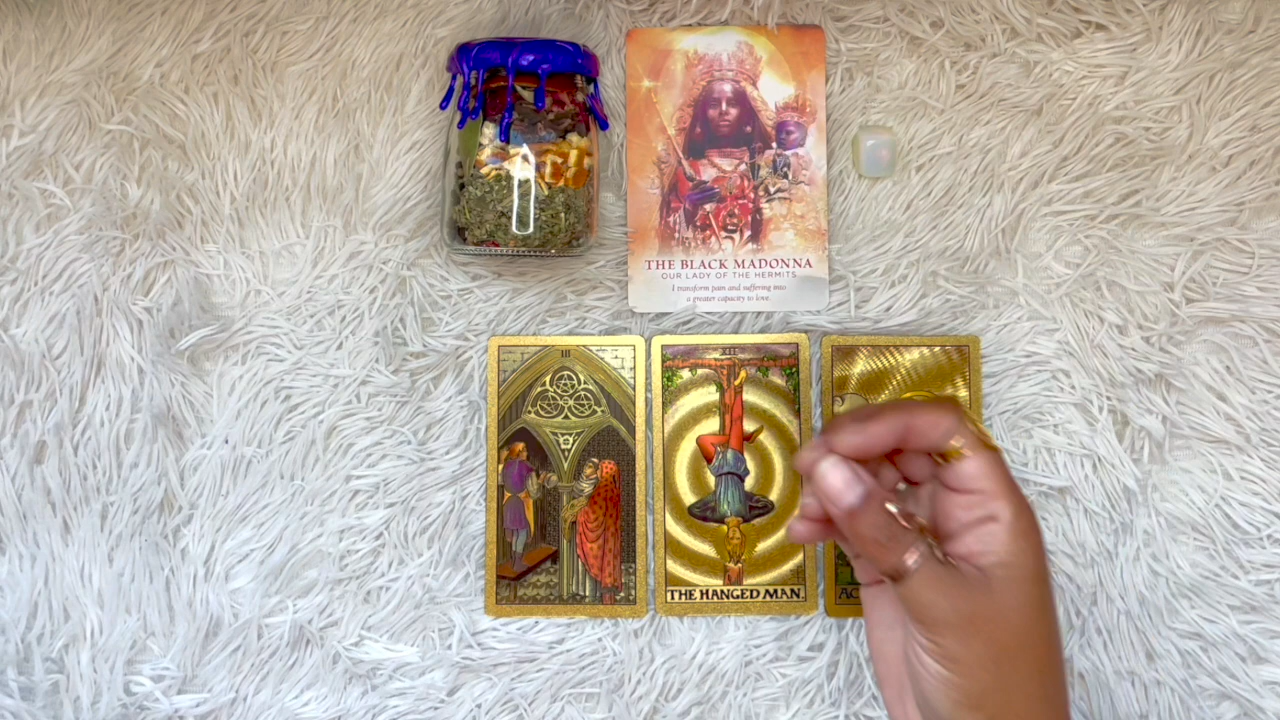 THE BLACK MADONNA
OUR LADY OF THE HERMITS
I transform pain and suffering into
a greater capacity to love.
III
XII
THE HANGED MAN.
AC